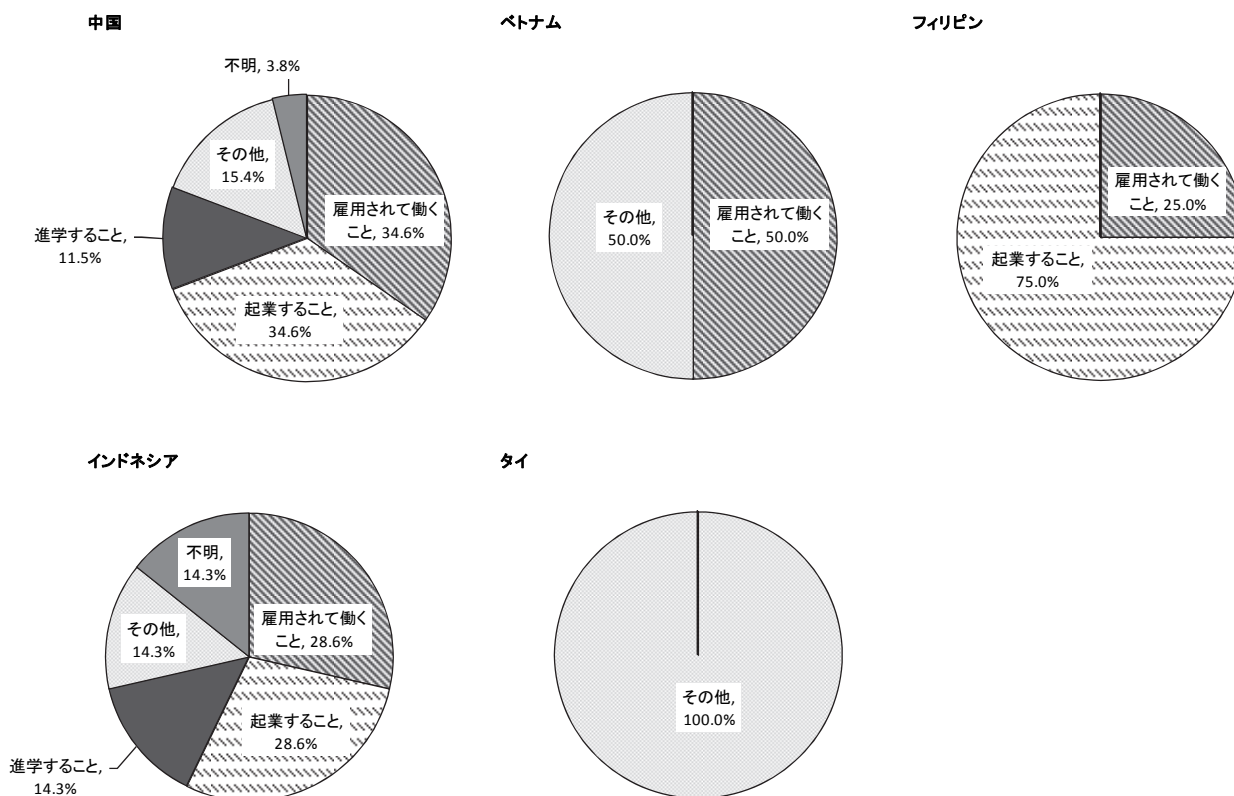 中国
不明, 3.8%
その他,
15.4%
雇用されて働く
こと, 34.6%
進学すること,
11.5%
起業すること,
34.6%
ベトナム
その他,
50.0%
雇用されて働く
こと, 50.0%
フィリピン
雇用されて働く
こと, 25.0%
起業すること,
75.0%
インドネシア
不明,
14.3%
雇用されて働く
こと, 28.6%
その他,
14.3%
起業すること,
28.6%
進学すること,
14.3%
タイ
その他,
100.0%